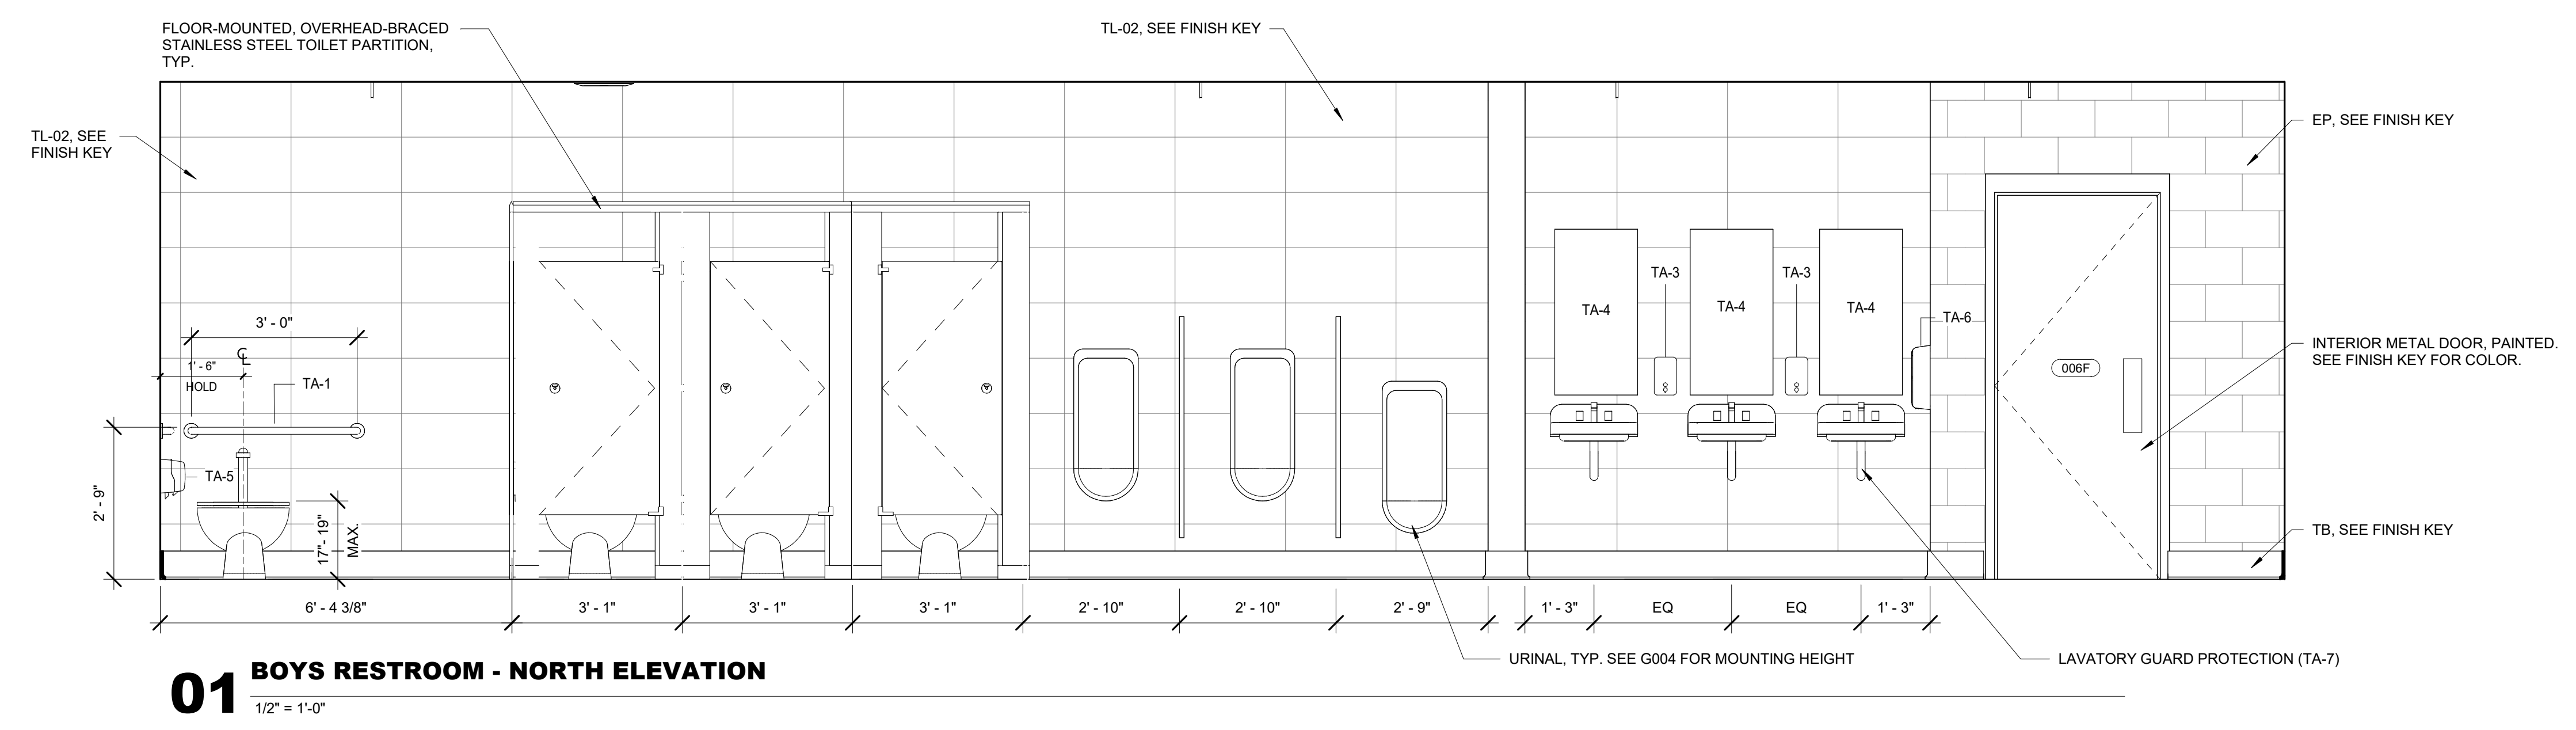 FLOOR-MOUNTED, OVERHEAD-BRACED
STAINLESS STEEL TOILET PARTITION,
TYP.
TL-02, SEE FINISH KEY
TL-02, SEE
FINISH KEY
EP, SEE FINISH KEY
3' - 0"
CL
1' - 6"
HOLD
TA-1
TA-5
2' - 9"
17"- 19"
MAX.
TA-3
TA-3
TA-4
TA-4
TA-4
TA-6
006F
INTERIOR METAL DOOR, PAINTED.
SEE FINISH KEY FOR COLOR.
TB, SEE FINISH KEY
6' - 4 3/8"
3' - 1"
3' - 1"
3' - 1"
2' - 10"
2' - 10"
2' - 9"
1' - 3"
EQ
EQ
1' - 3"
URINAL, TYP. SEE G004 FOR MOUNTING HEIGHT
LAVATORY GUARD PROTECTION (TA-7)
01
BOYS RESTROOM - NORTH ELEVATION
1/2" = 1'-0"